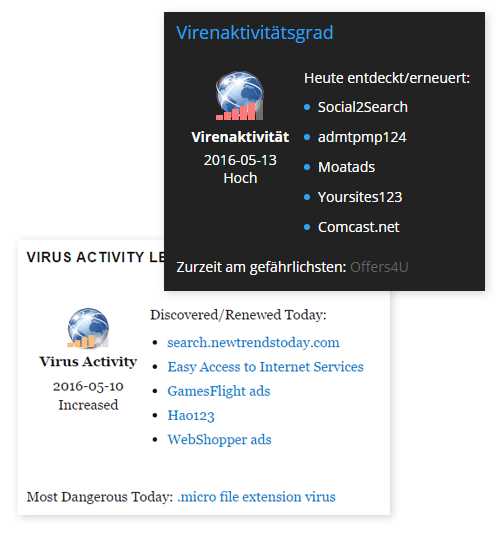 Virenaktivitätsgrad
Heute entdeckt/erneuert:
Social2Search
admtpmp124
Moatads
Yoursites123
Comcast.net
Virenaktivität
2016-05-13
Hoch
Zurzeit am gefährlichsten: Offers4U
VIRUS ACTIVITY LE
Discovered/Renewed Today:
search.newtrendstoday.com
Easy Access to Internet Services
GamesFlight ads
Hao123
WebShopper ads
Virus Activity
2016-05-10
Increased
Most Dangerous Today: .micro file extension virus